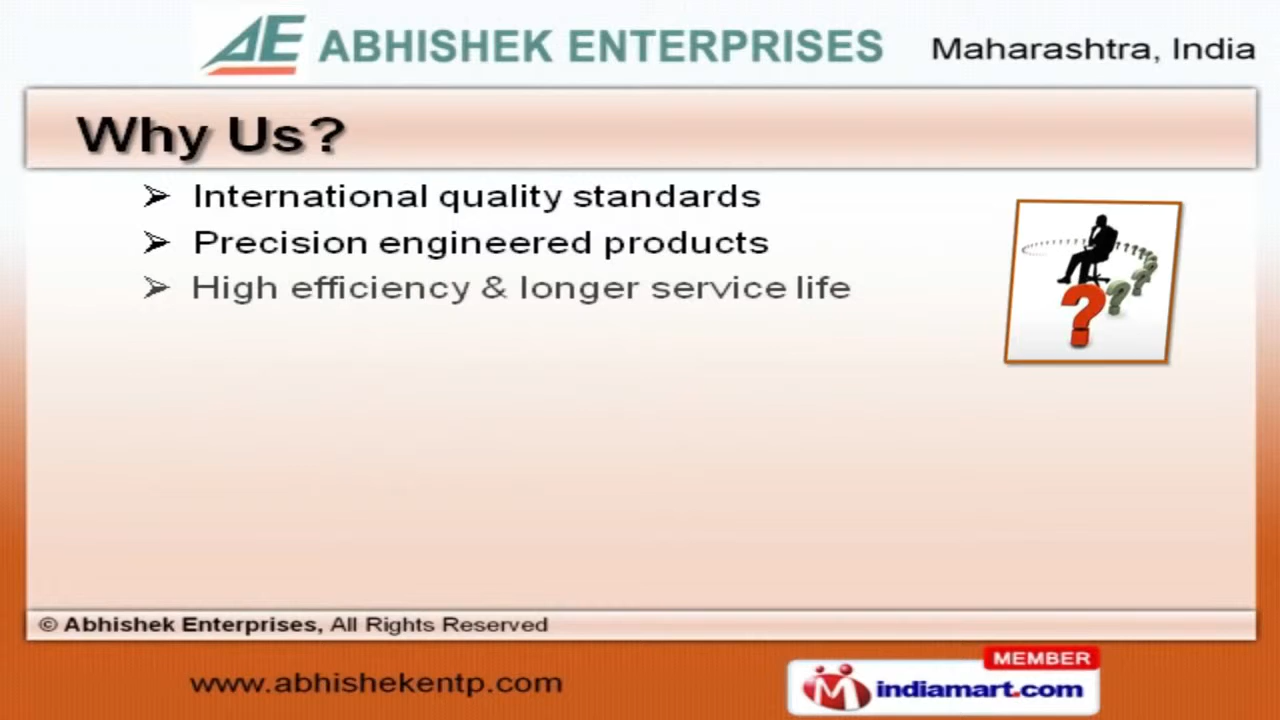 AE ABHISHEK ENTERPRISES Maharashtra, India
Why Us?
➢ International quality standards
➢ Precision engineered products
➢ High efficiency & longer service life
?
?
?
© Abhishek Enterprises, All Rights Reserved
MEMBER
www.abhishekentp.com indiamart.com